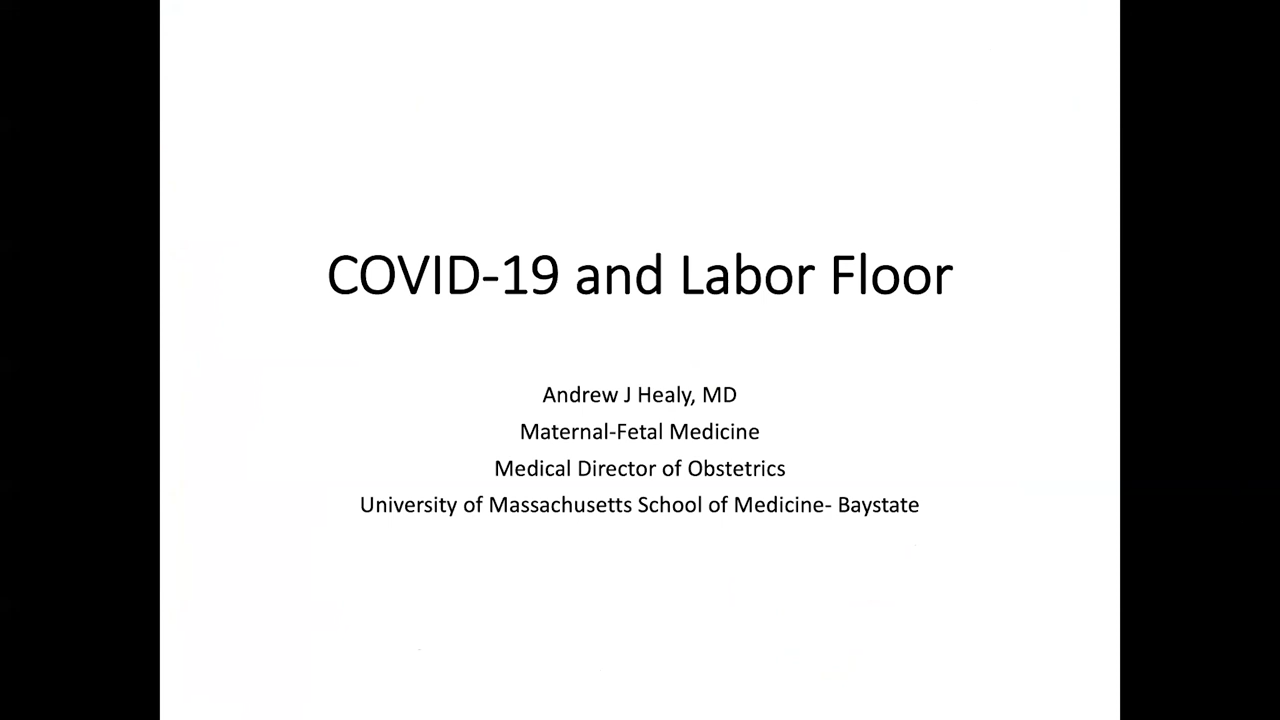 COVID-19 and Labor Floor
Andrew J Healy, MD
Maternal-Fetal Medicine
Medical Director of Obstetrics
University of Massachusetts School of Medicine- Baystate